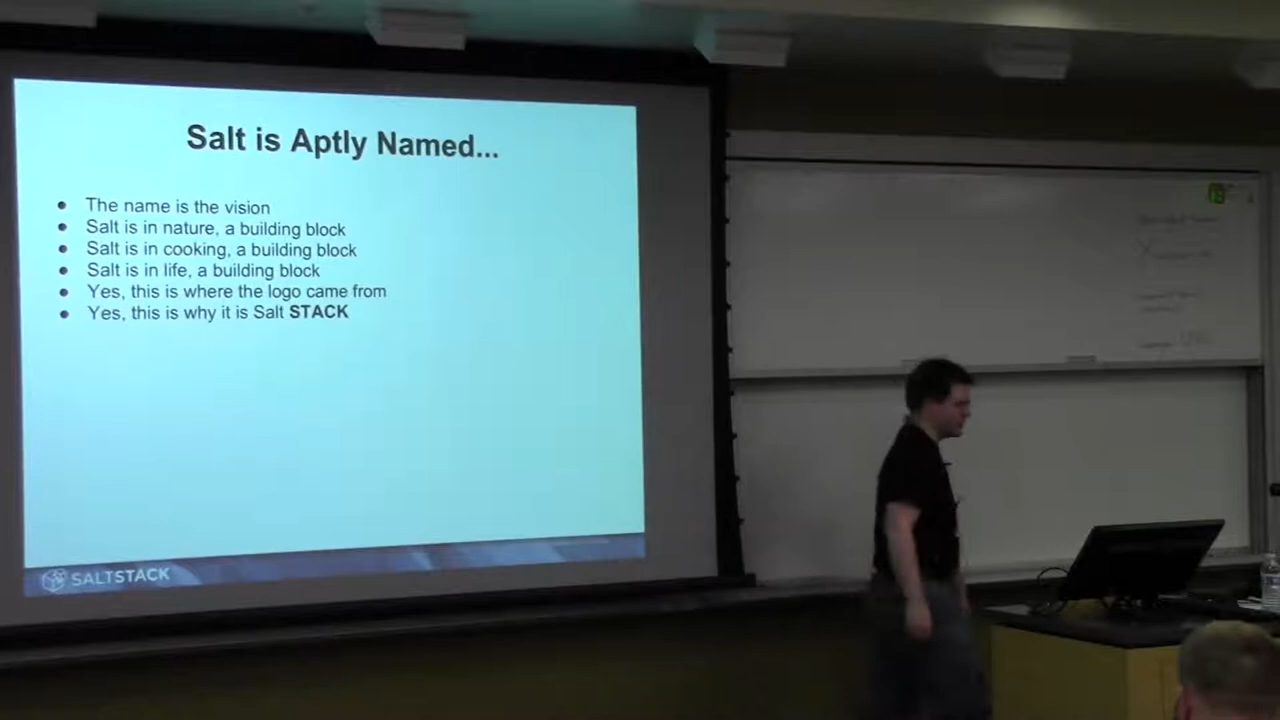 Salt is Aptly Named...
● The name is the vision
● Salt is in nature, a building block
● Salt is in cooking, a building block
● Salt is in life, a building block
● Yes, this is where the logo came from
● Yes, this is why it is Salt STACK
SALTSTACK